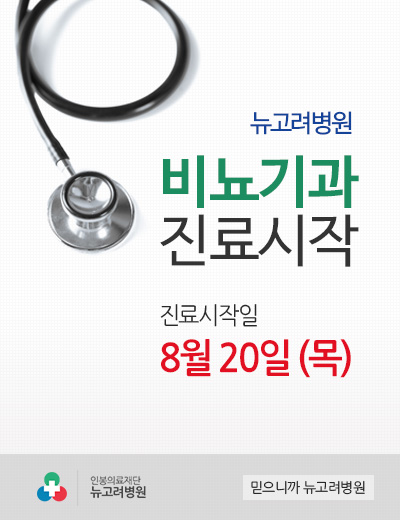 뉴고려병원
비뇨기과
진료시작
진료시작일
8월 20일 (목)
인봉의료재단
뉴고려병원
믿으니까 뉴고려병원